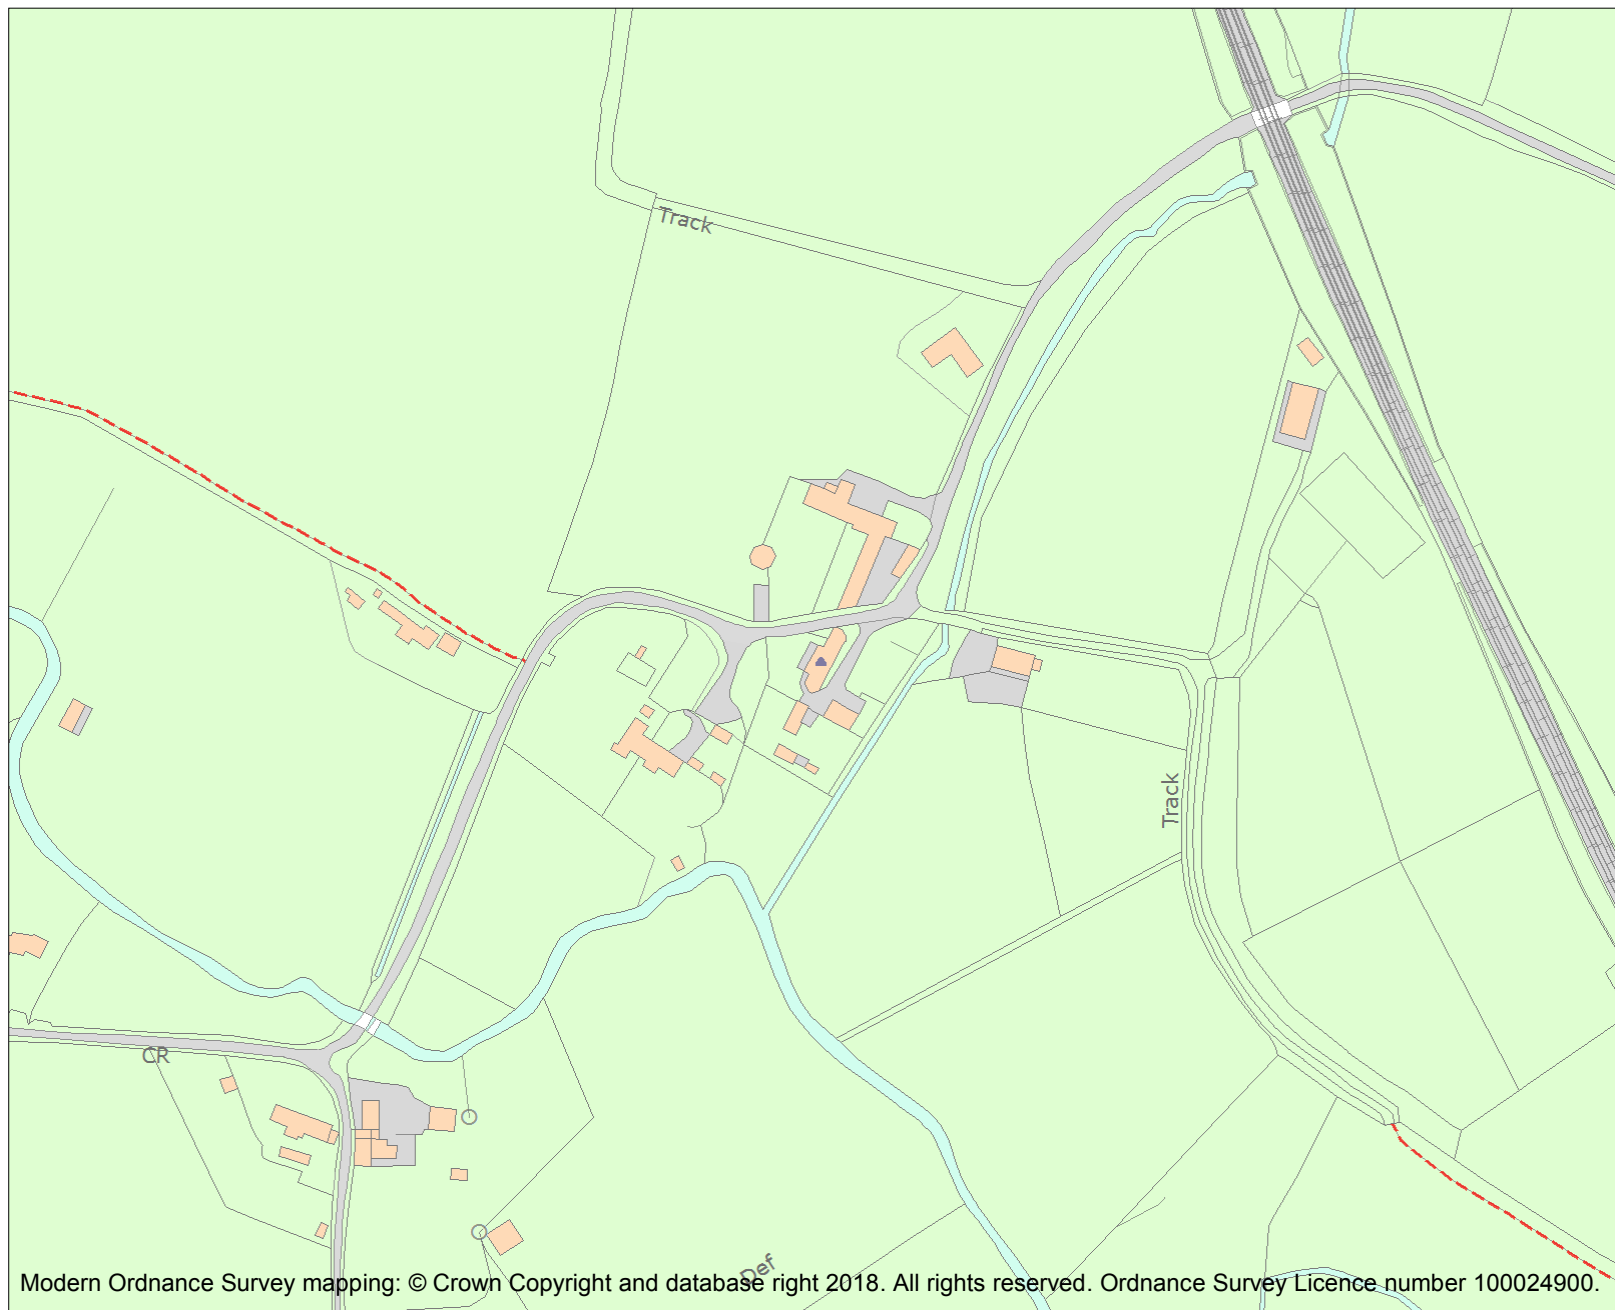 Track
Track
CR
Def
Modern Ordnance Survey mapping: © Crown Copyright and database right 2018. All rights reserved. Ordnance Survey Licence number 100024900.